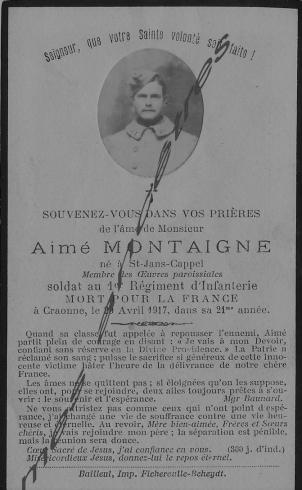 Seigneur, que votre Sainte volonté soit faite !
SOUVENEZ-VOUS DANS VOS PRIÈRES
de l'âme de Monsieur
Aimé MONTAIGNE
né à St-Jans-Cappel
Membre des Œuvres paroissiales
soldat au 1er Régiment d'Infanterie
MORT POUR LA FRANCE
à Craonne, le Avril 1917, dans sa 21me année.
Quand sa classe fut appelée à repousser l'ennemi, Aimé
partit plein de courage en disant : « Je vais à mon Devoir,
confiant sans réserve en la Divine Providence. » La Patrie a
réclamé son sang ; puisse le sacrifice si généreux de cette inno-
cente victime hâter l'heure de la délivrance de notre chère
France.
Les âmes ne se quittent pas ; si éloignées qu'on les suppose,
elles ont, pour se rejoindre, deux ailes toujours prêtes à s'ou-
vrir : le souvenir et l'espérance. Mgr Baunard.
Ne vous attristez pas comme ceux qui n'ont point d'espé-
rance, j'ai changé une vie de souffrance contre une vie heu-
reuse et éternelle. Au revoir, Mère bien-aimée, Frères et Sœurs
chéris, je vais rejoindre mon père ; la séparation est pénible,
mais la réunion sera douce.
Cœur Sacré de Jésus, j'ai confiance en vous. (300 j. d'ind.)
Miséricordieux Jésus, donnez-lui le repos éternel.
Bailleul, Imp. Ficheroulle-Beheydt.